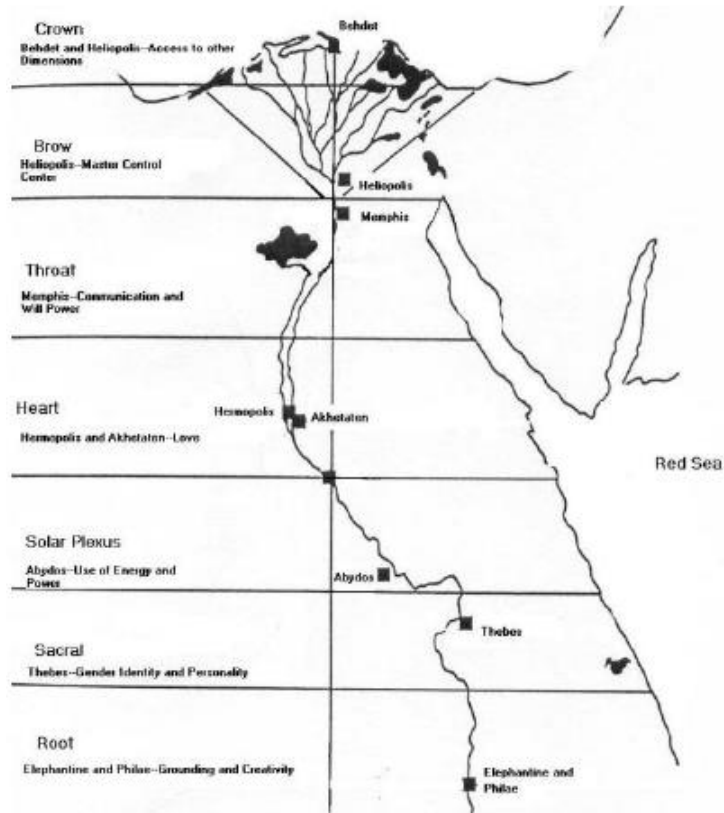 Crown
Behdet and Heliopolis--Access to other
Dimensions
Behdet
Brow
Heliopolis--Master Control
Center
Heliopolis
Memphis
Throat
Memphis--Communication and
Will Power
Heart
Hermopolis
Akhetaten
Hermopolis and Akhetaten--Love
Red Sea
Solar Plexus
Abydos--Use of Energy and
Power
Abydos
Thebes
Sacral
Thebes--Gender Identity and Personality
Root
Elephantine and Philae--Grounding and Creativity
Elephantine and
Philae